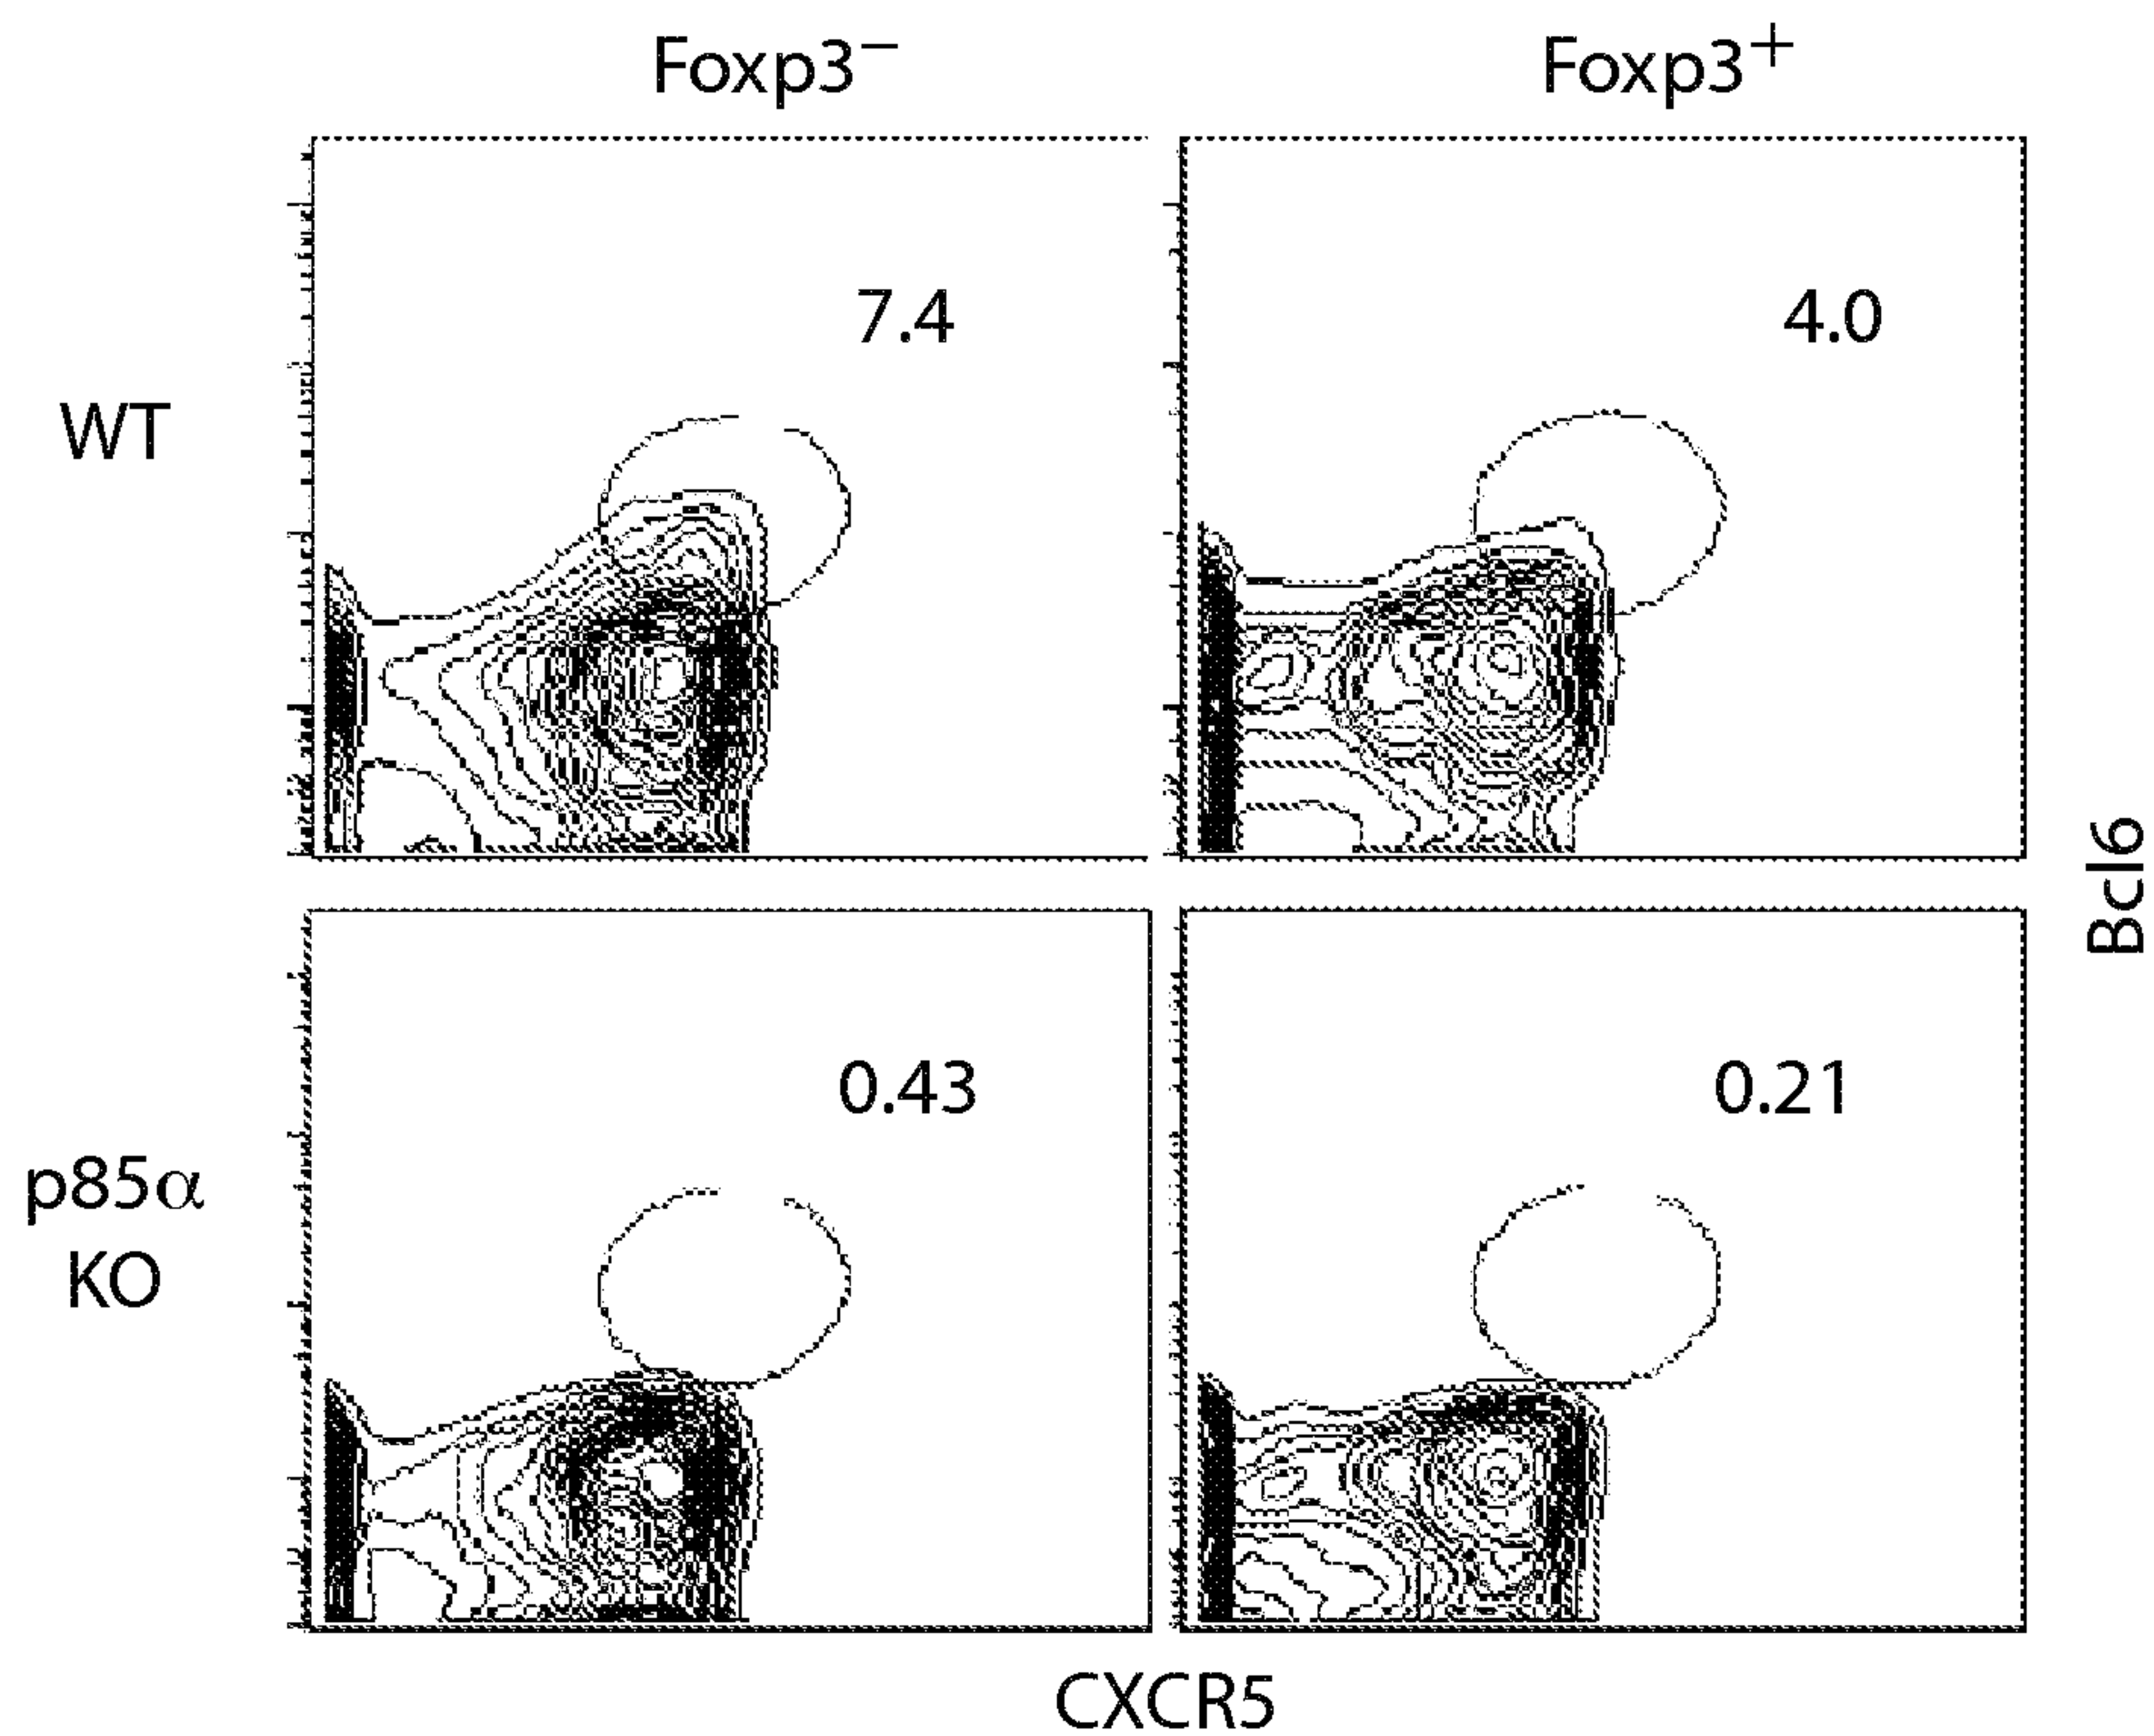 Foxp3⁻
Foxp3⁺
WT
7.4
4.0
Bcl6
p85α
KO
0.43
0.21
CXCR5